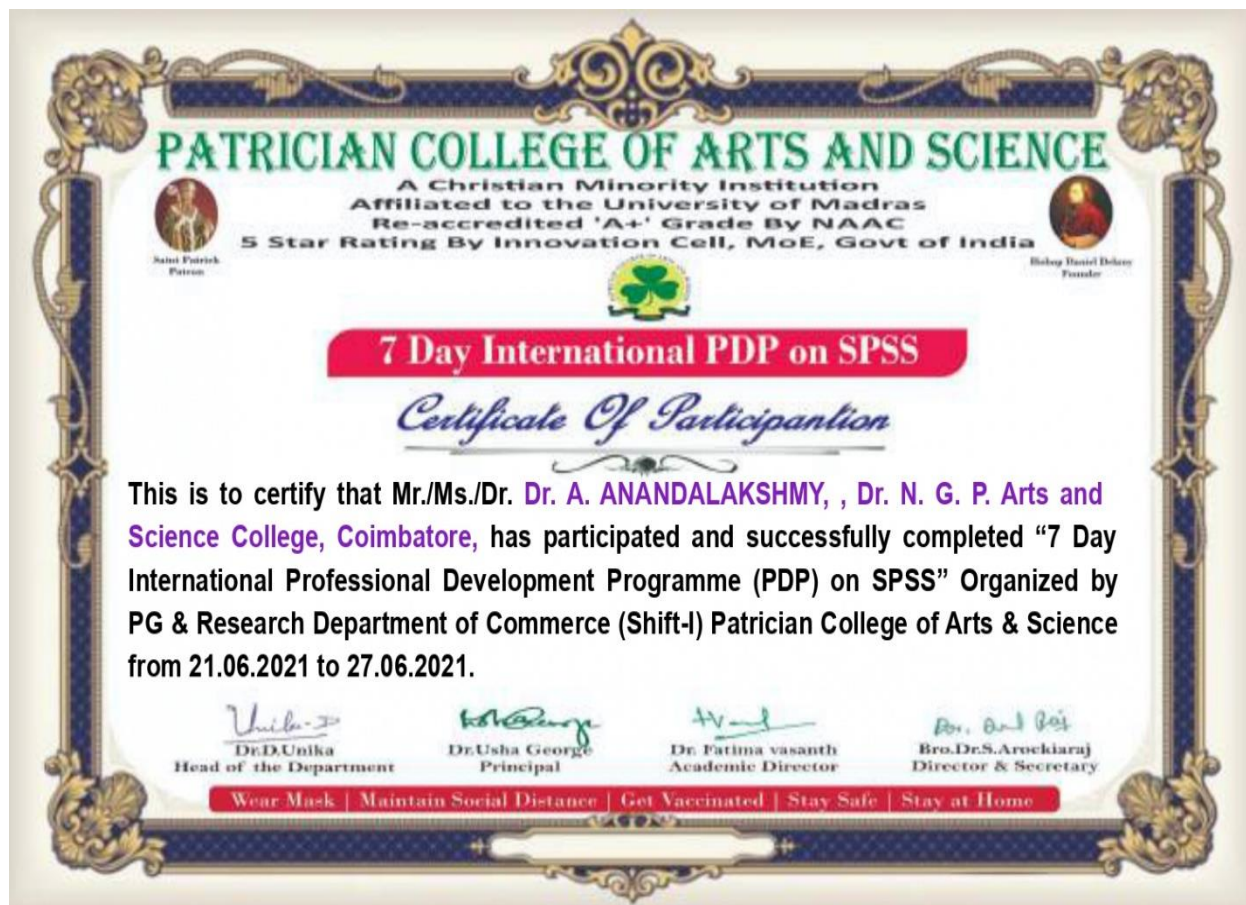 PATRICIAN COLLEGE OF ARTS AND SCIENCE
A Christian Minority Institution
Affiliated to the University of Madras
Re-accredited 'A+' Grade By NAAC
5 Star Rating By Innovation Cell, MoE, Govt of India
Saint Patrick
Patron
Bishop Daniel Delany
Founder
7 Day International PDP on SPSS
Certificate Of Participantion
This is to certify that Mr./Ms./Dr. Dr. A. ANANDALAKSHMY, , Dr. N. G. P. Arts and
Science College, Coimbatore, has participated and successfully completed “7 Day
International Professional Development Programme (PDP) on SPSS” Organized by
PG & Research Department of Commerce (Shift-I) Patrician College of Arts & Science
from 21.06.2021 to 27.06.2021.
Dr.D.Unika
Head of the Department
Dr.Usha George
Principal
Dr. Fatima vasanth
Academic Director
Bro.Dr.S.Arockiaraj
Director & Secretary
Wear Mask | Maintain Social Distance | Get Vaccinated | Stay Safe | Stay at Home